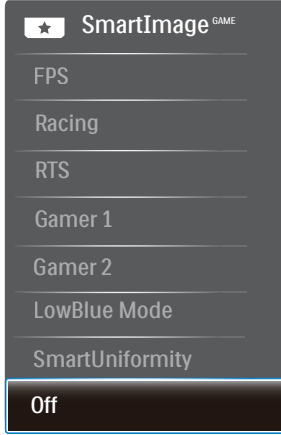 SmartImage GAME
FPS
Racing
RTS
Gamer 1
Gamer 2
LowBlue Mode
SmartUniformity
Off